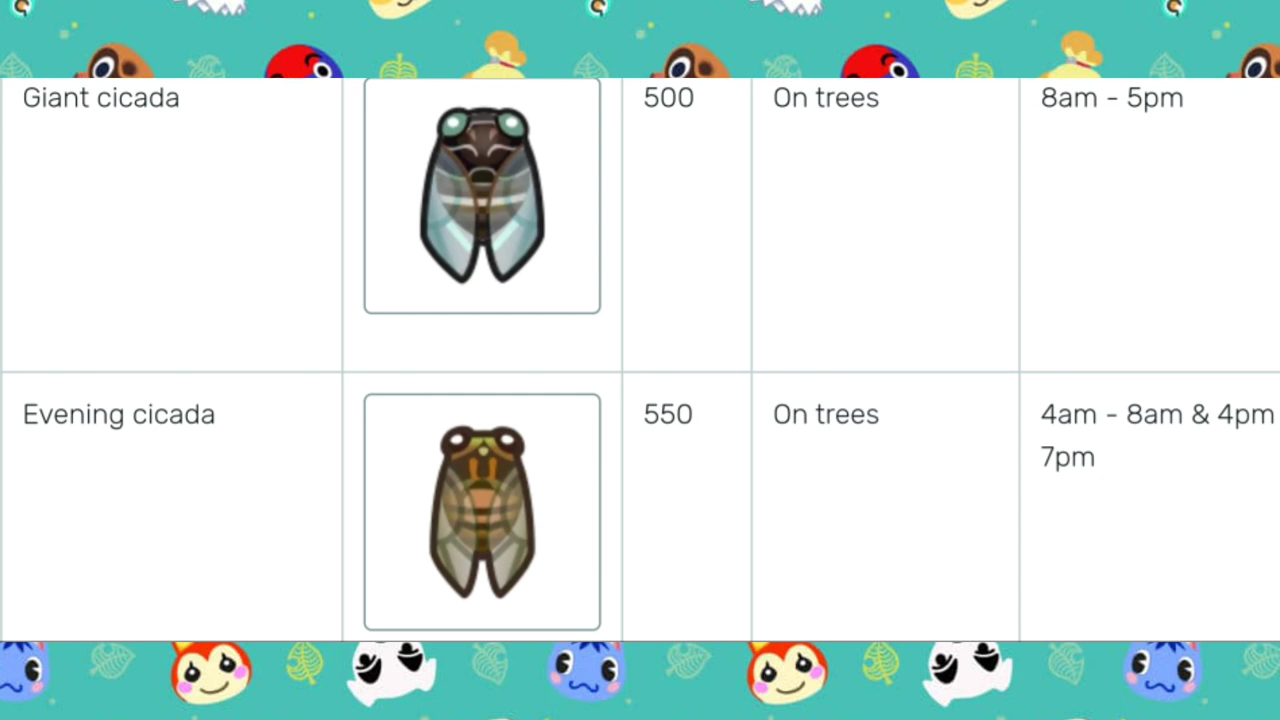 Giant cicada 500 On trees 8am - 5pm
Evening cicada 550 On trees 4am - 8am & 4pm
7pm